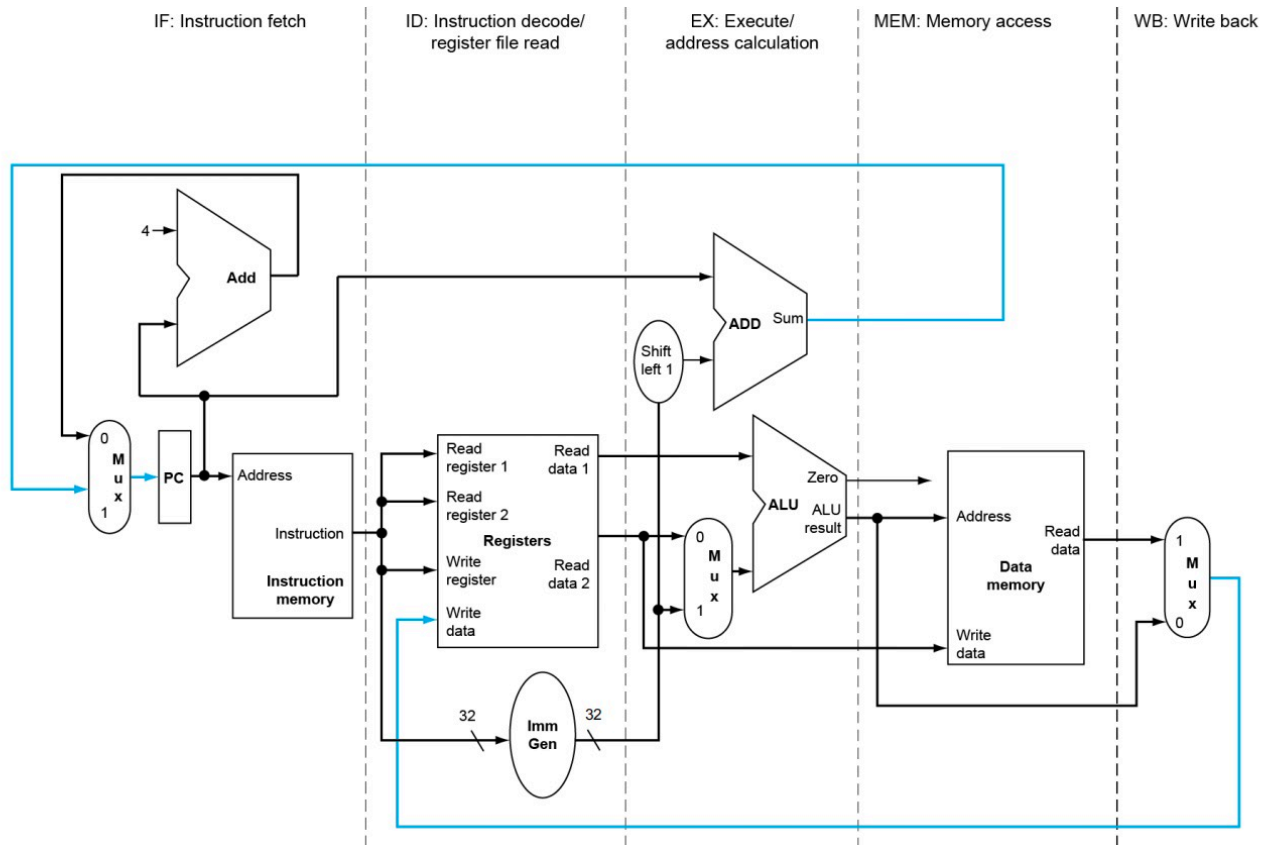 IF: Instruction fetch
ID: Instruction decode/
register file read
EX: Execute/
address calculation
MEM: Memory access
WB: Write back
4
Add
ADD
Sum
Shift
left 1
0
M
u
x
1
PC
Address
Instruction
Instruction
memory
Read
register 1
Read
register 2
Write
register
Write
data
Registers
Read
data 1
Read
data 2
0
M
u
x
1
Zero
ALU
ALU
result
Address
Write
data
Data
memory
Read
data
1
M
u
x
0
32
Imm
Gen
32